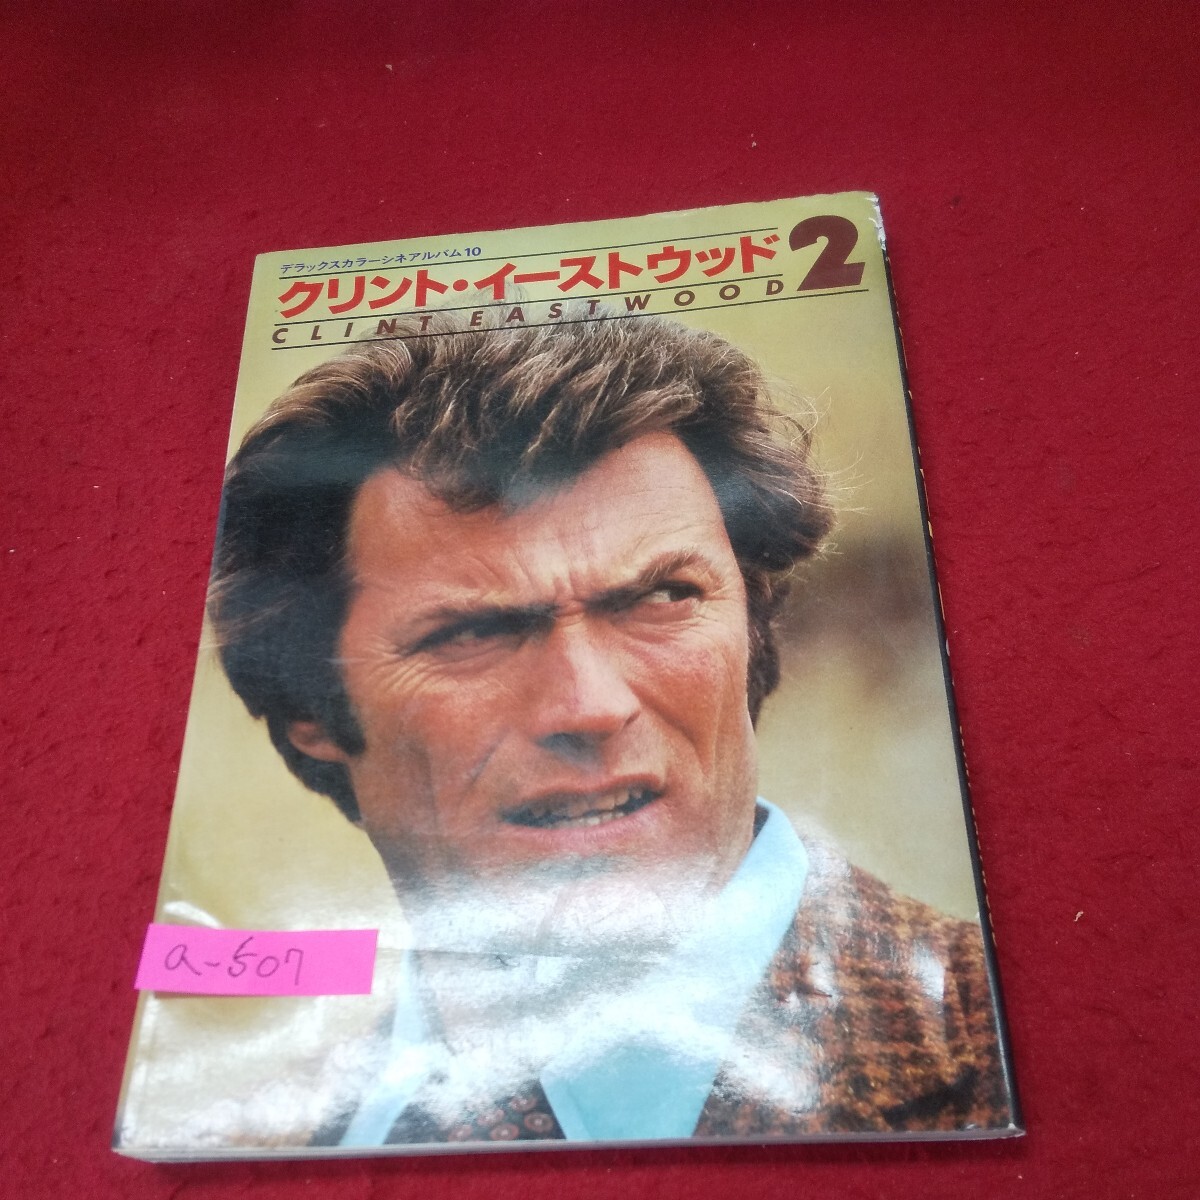 デラックスカラーシネアルバム10
クリント・イーストウッド2
CLINT EASTWOOD
a-507